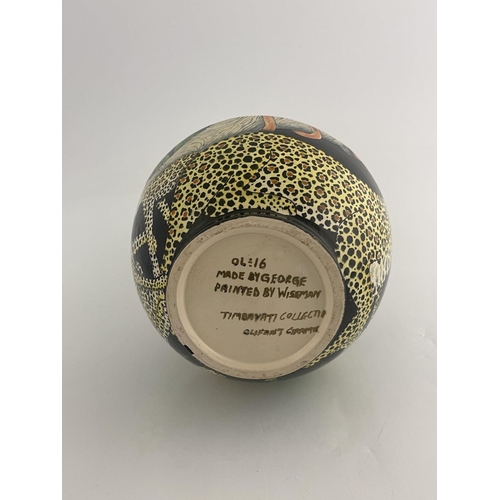 OL:16
MADE BY GEORGE
PAINTED BY WISEMAN
TIMBAVATI COLLECTIO
OLIFANT CERAMIC